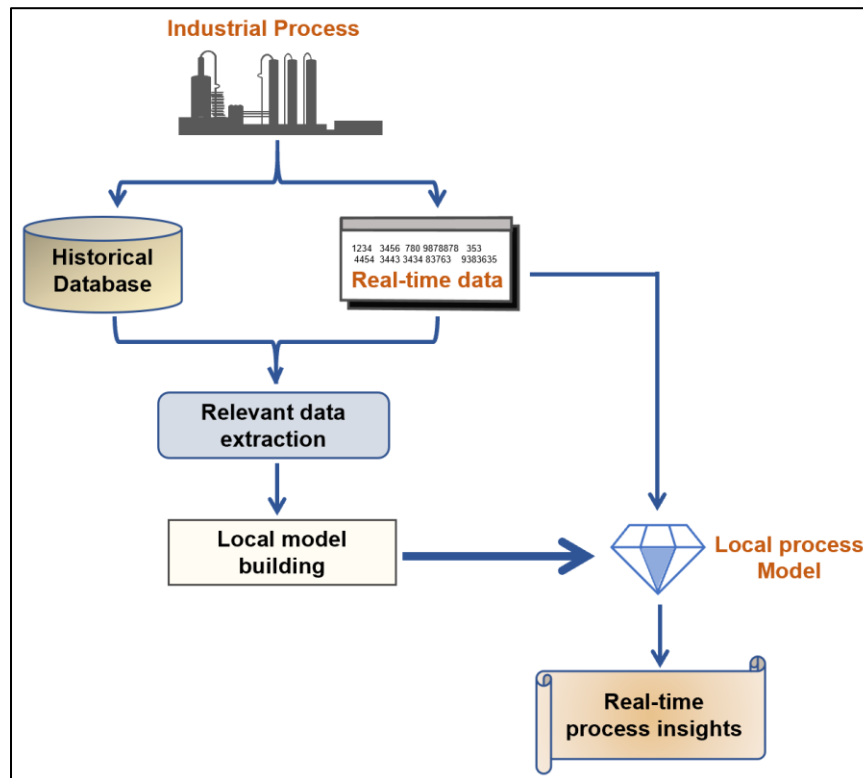 Industrial Process
Historical
Database
1234 3456 780 9878878 353
4454 3443 3434 83763 9383635
Real-time data
Relevant data
extraction
Local model
building
Local process
Model
Real-time
process insights